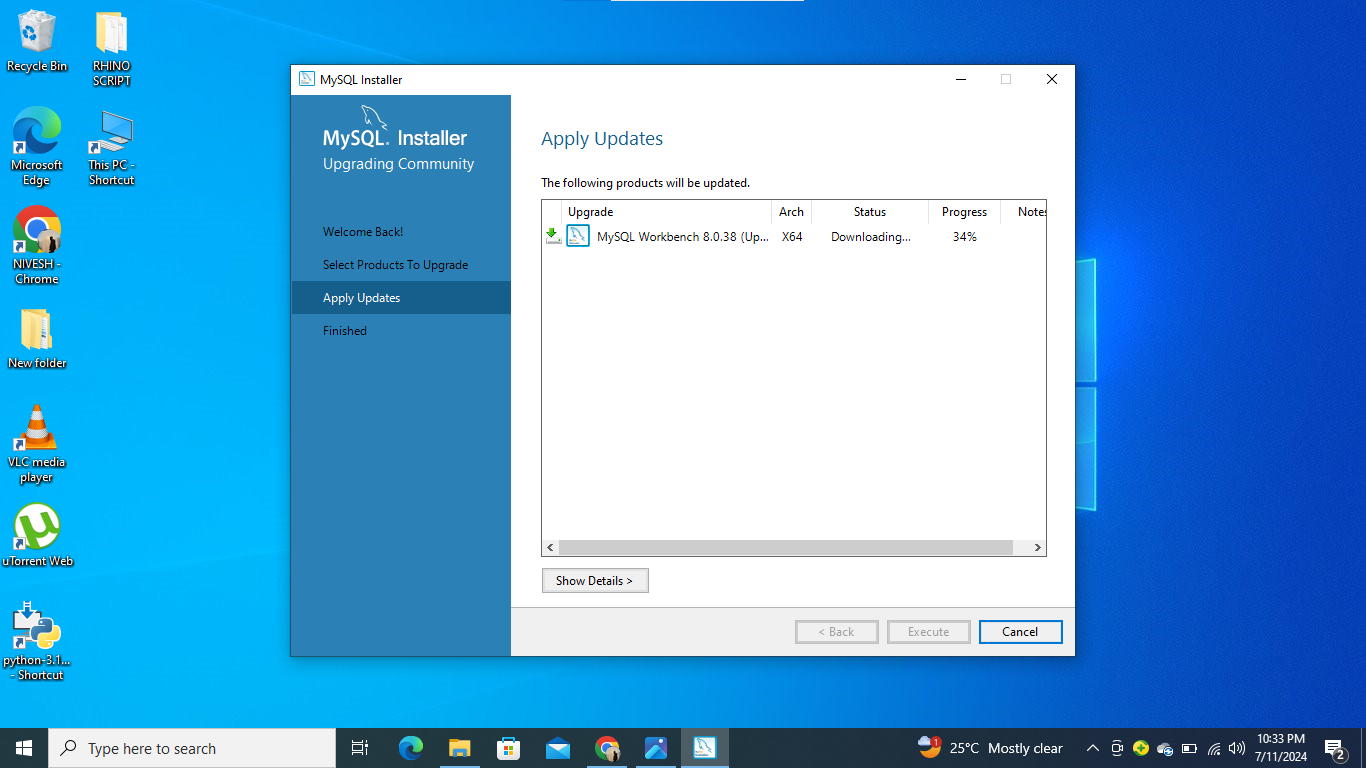 Recycle Bin
RHINO
SCRIPT
Microsoft
Edge
This PC -
Shortcut
NIVESH -
Chrome
New folder
VLC media
player
uTorrent Web
python-3.1...
- Shortcut
MySQL Installer
MySQL. Installer
Upgrading Community
Welcome Back!
Select Products To Upgrade
Apply Updates
Finished
Apply Updates
The following products will be updated.
Upgrade Arch Status Progress Notes
MySQL Workbench 8.0.38 (Up... X64 Downloading... 34%
Show Details >
< Back Execute Cancel
Type here to search
1
25°C Mostly clear
10:33 PM
7/11/2024
2